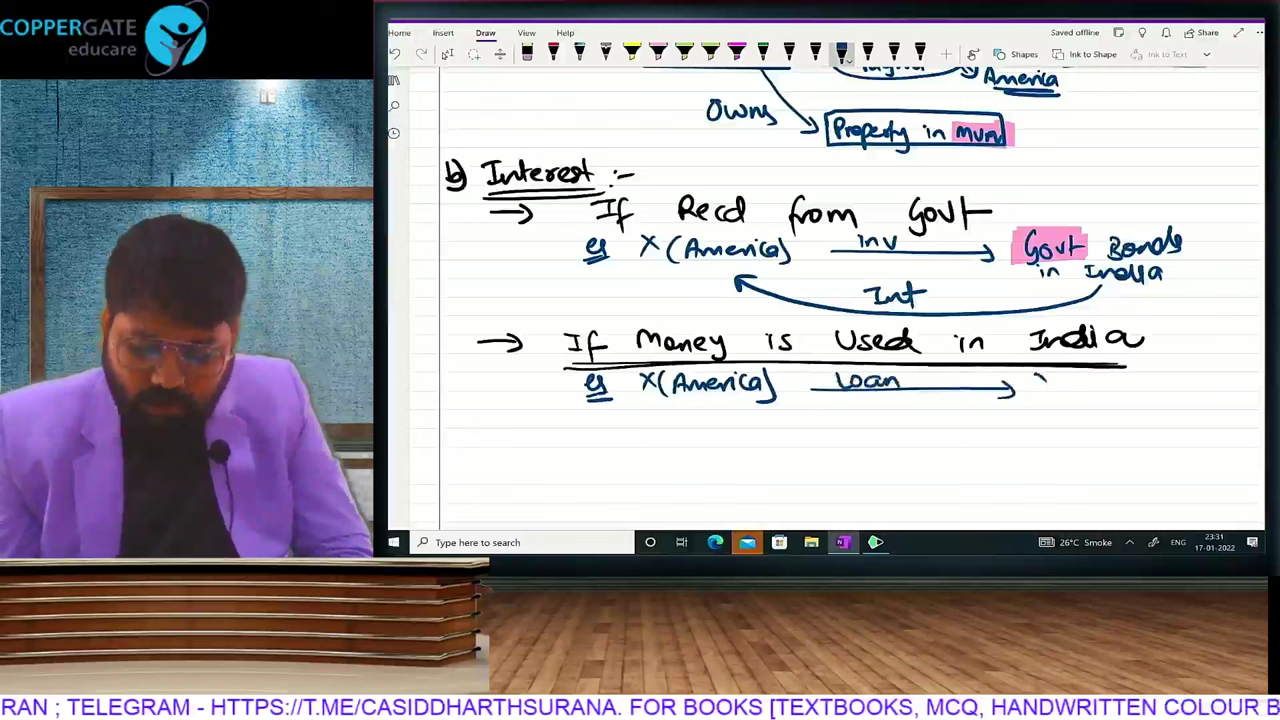 COPPERGATE
educare
Home Insert Draw View Help
Saved offline
Share
Shapes
Ink to Shape
Ink to Text
America
Owns
Property in mum
b) Interest :-
→ If Recd from Govt
eg X (America) inv Govt Bonds
in India
Int
→ If Money is Used in India
eg X (America) Loan
Type here to search
26°C Smoke
ENG
23:31
17-01-2022
RAN ; TELEGRAM - HTTPS://T.ME/CASIDDHARTHSURANA. FOR BOOKS [TEXTBOOKS, MCQ, HANDWRITTEN COLOUR B